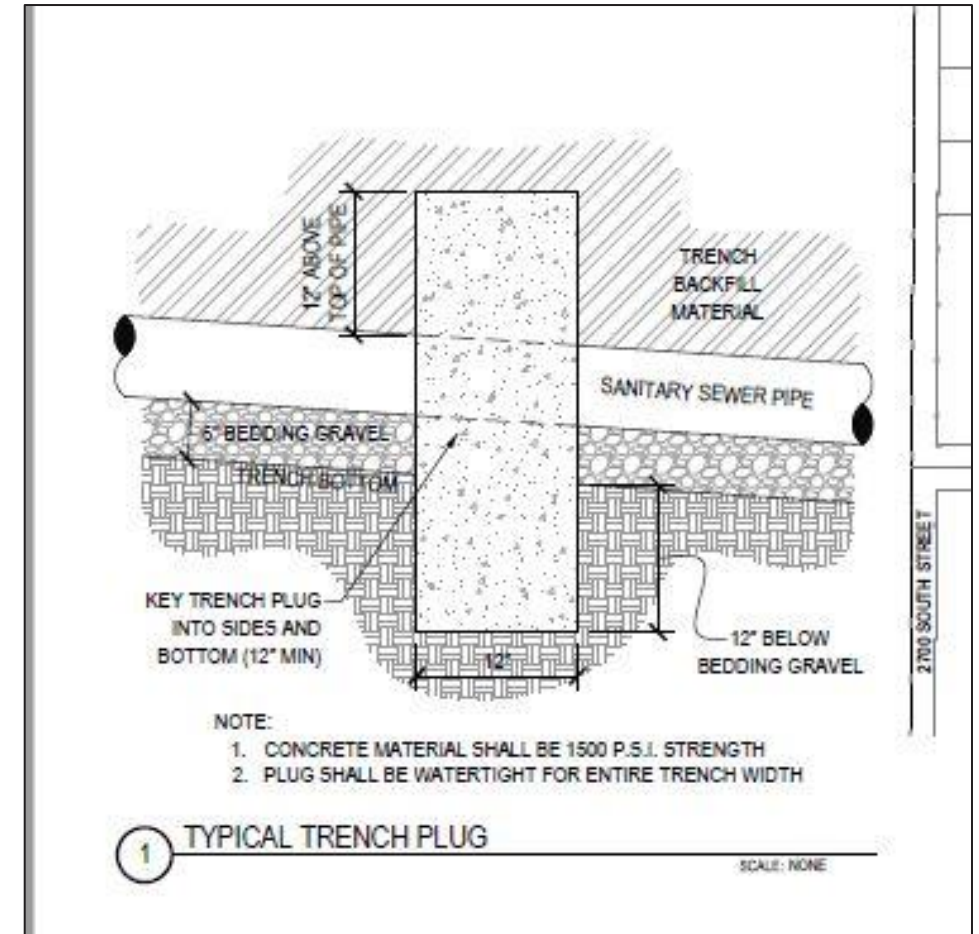 12" ABOVE
TOP OF PIPE
TRENCH
BACKFILL
MATERIAL
SANITARY SEWER PIPE
6" BEDDING GRAVEL
TRENCH BOTTOM
KEY TRENCH PLUG
INTO SIDES AND
BOTTOM (12" MIN)
12"
12" BELOW
BEDDING GRAVEL
2700 SOUTH STREET
NOTE:
1. CONCRETE MATERIAL SHALL BE 1500 P.S.I. STRENGTH
2. PLUG SHALL BE WATERTIGHT FOR ENTIRE TRENCH WIDTH
1 TYPICAL TRENCH PLUG
SCALE: NONE